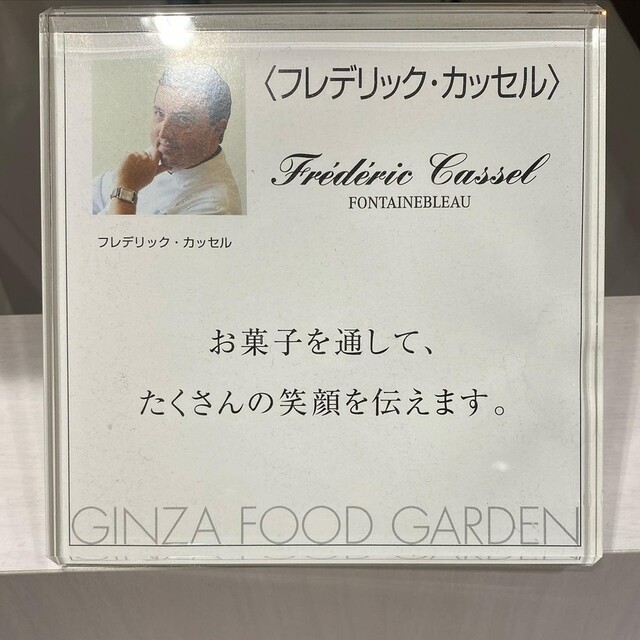 〈フレデリック・カッセル〉
Frédéric Cassel
FONTAINEBLEAU
フレデリック・カッセル
お菓子を通して、
たくさんの笑顔を伝えます。
GINZA FOOD GARDEN